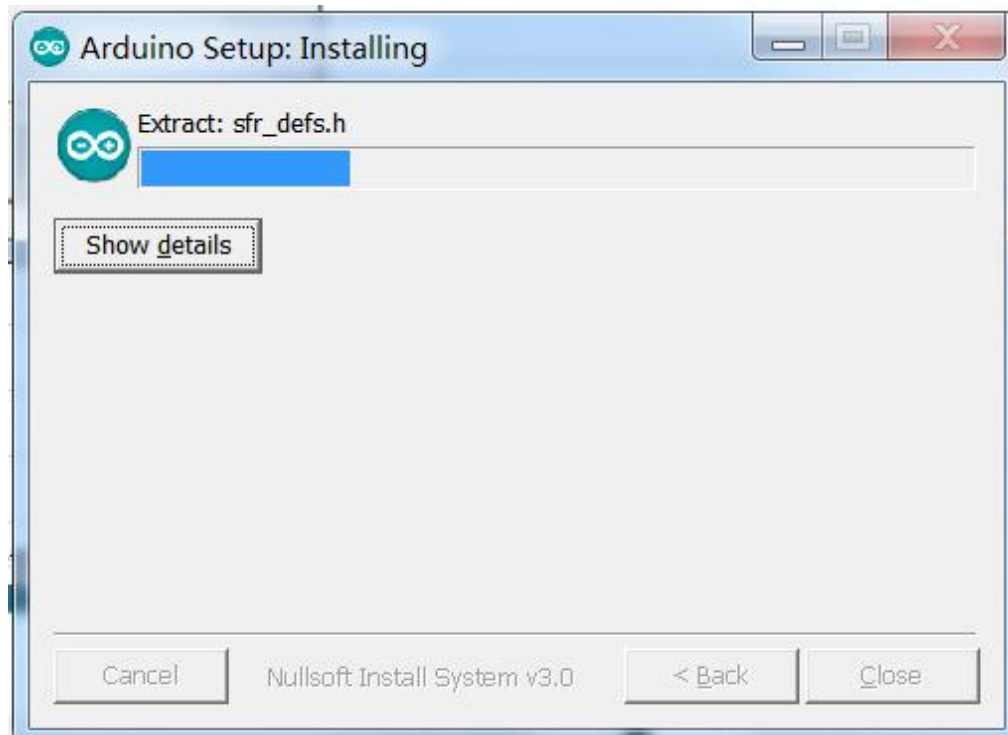 Arduino Setup: Installing
Extract: sfr_defs.h
Show details
Cancel
Nullsoft Install System v3.0
< Back
Close